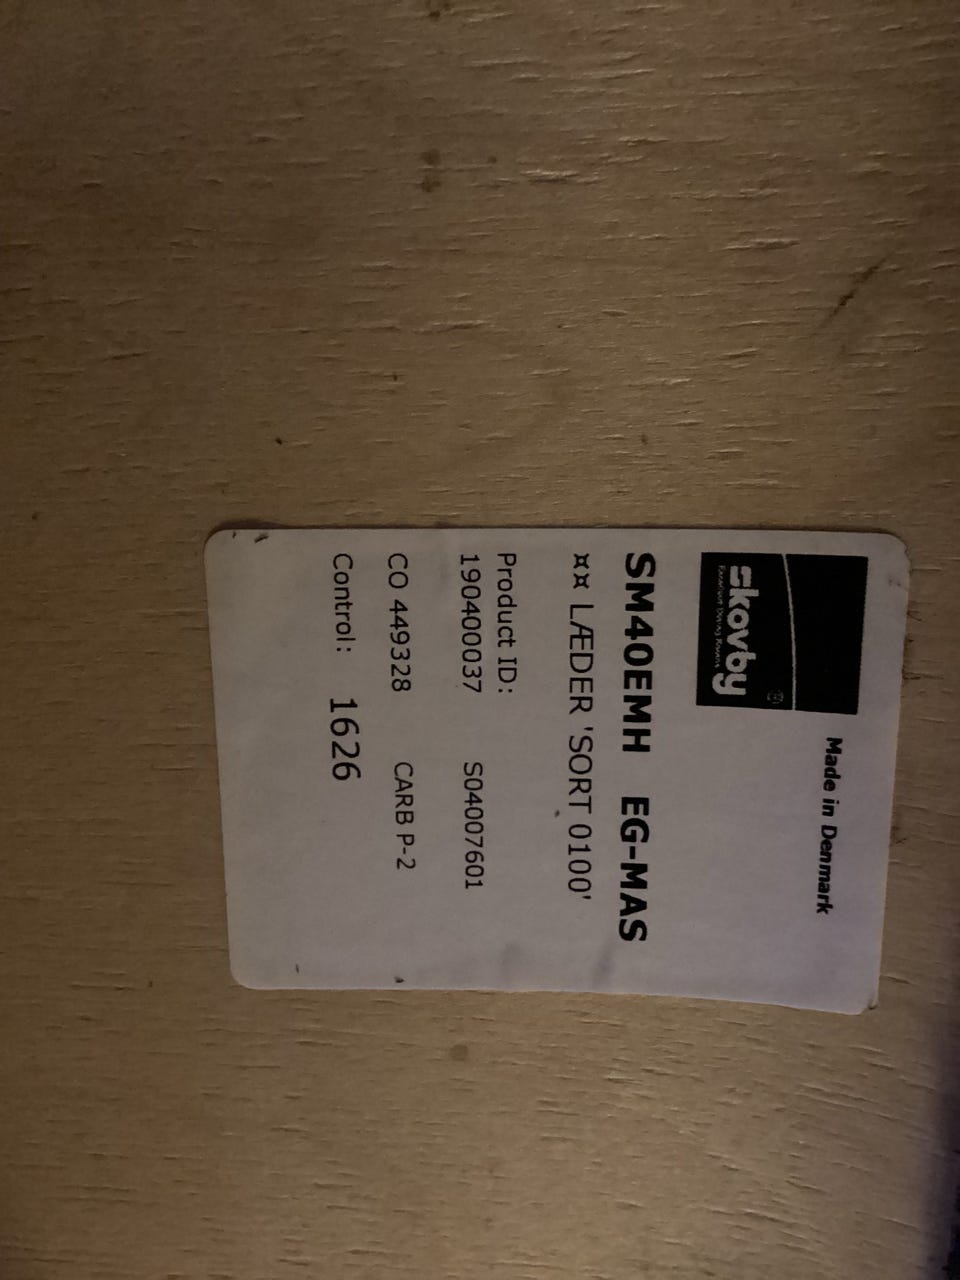 Made in Denmark
skovby®
SM40EMH EG-MAS
¤¤ LÆDER 'SORT 0100'
Product ID:
190400037 S04007601
CO 449328 CARB P-2
Control: 1626